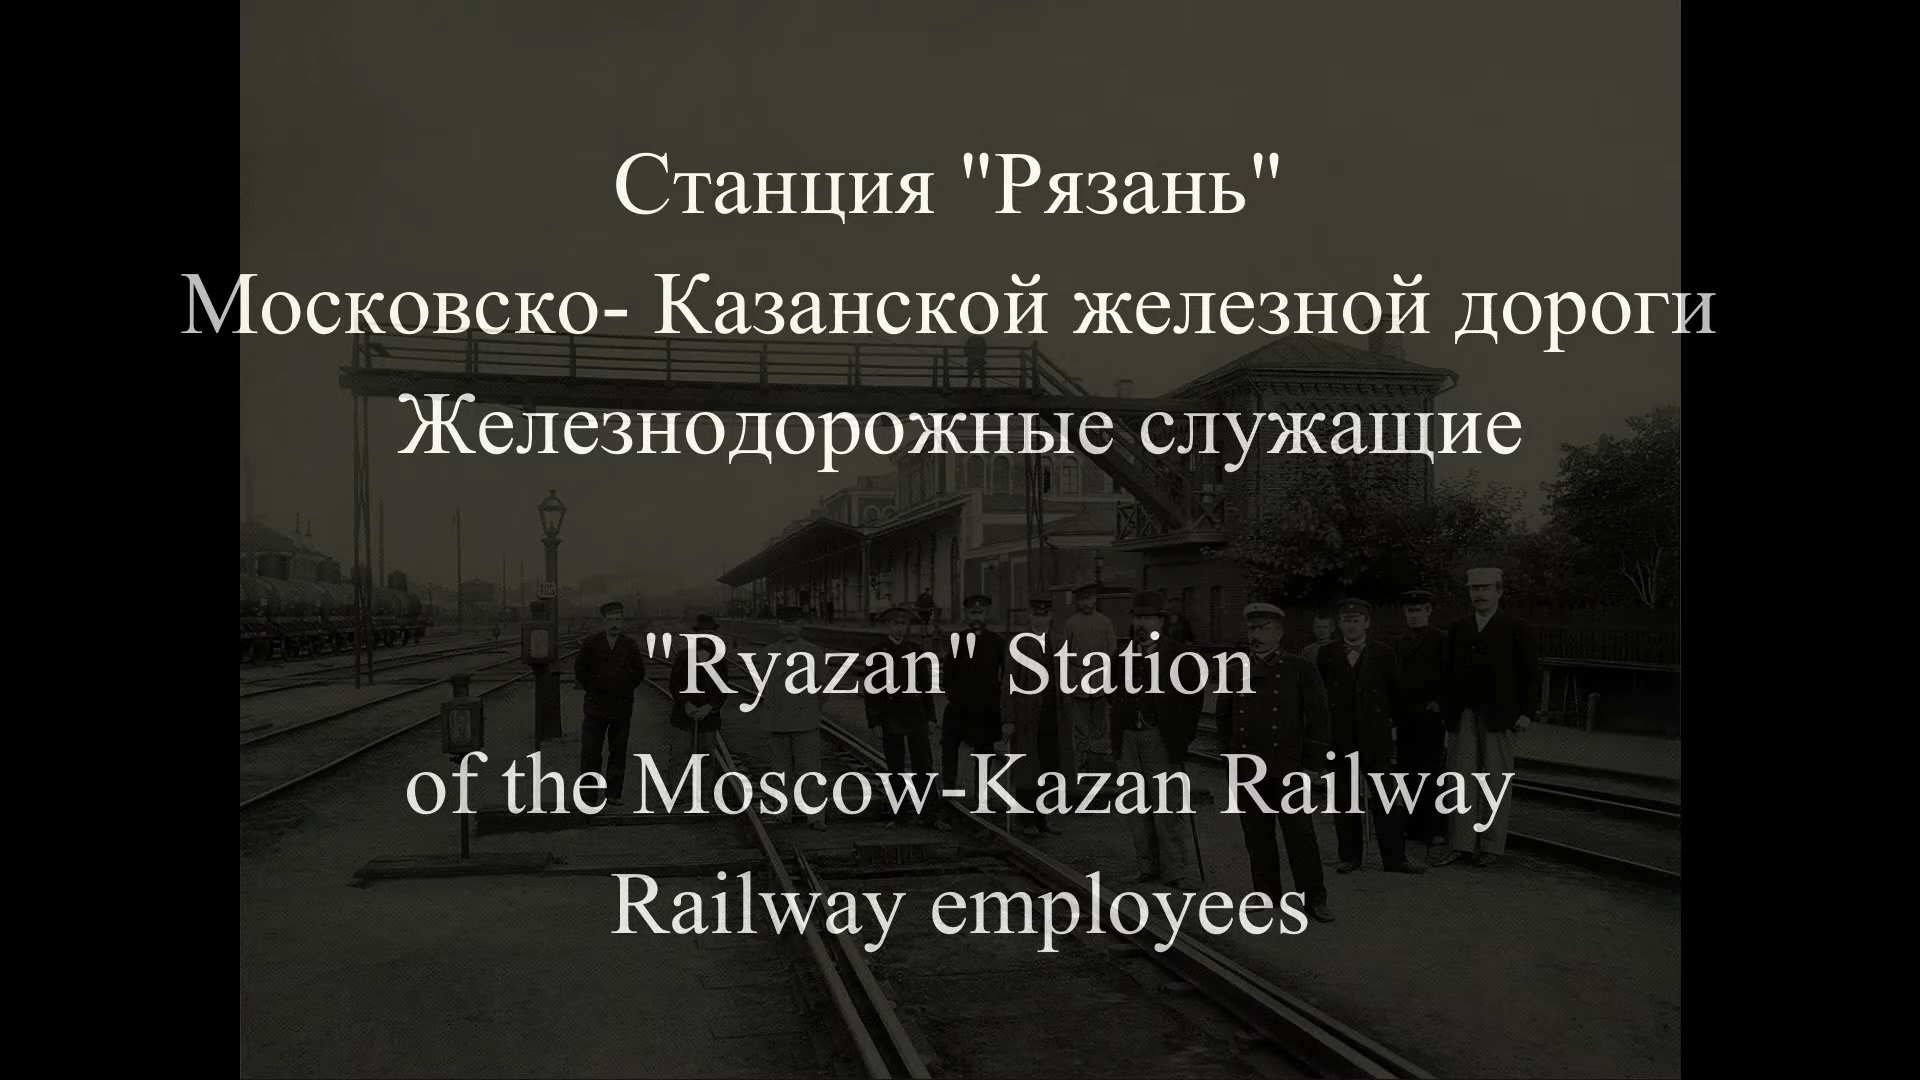 Станция "Рязань"
Московско- Казанской железной дороги
Железнодорожные служащие
"Ryazan" Station
of the Moscow-Kazan Railway
Railway employees